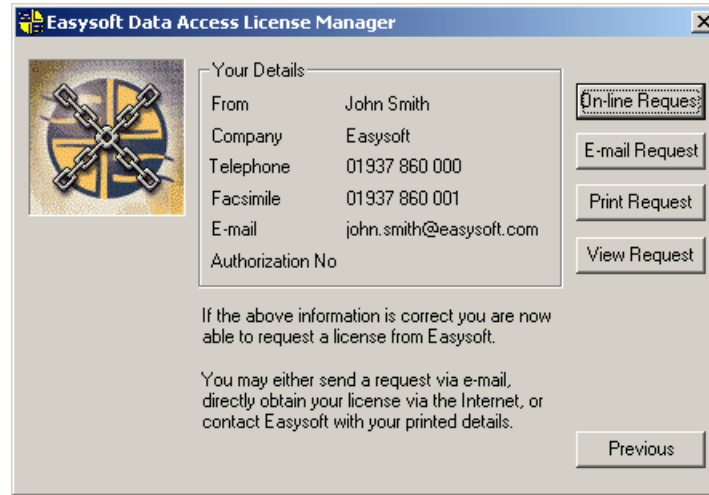 Easysoft Data Access License Manager
Your Details
From John Smith
Company Easysoft
Telephone 01937 860 000
Facsimile 01937 860 001
E-mail john.smith@easysoft.com
Authorization No
On-line Reques
E-mail Request
Print Request
View Request
If the above information is correct you are now
able to request a license from Easysoft.
You may either send a request via e-mail,
directly obtain your license via the Internet, or
contact Easysoft with your printed details.
Previous